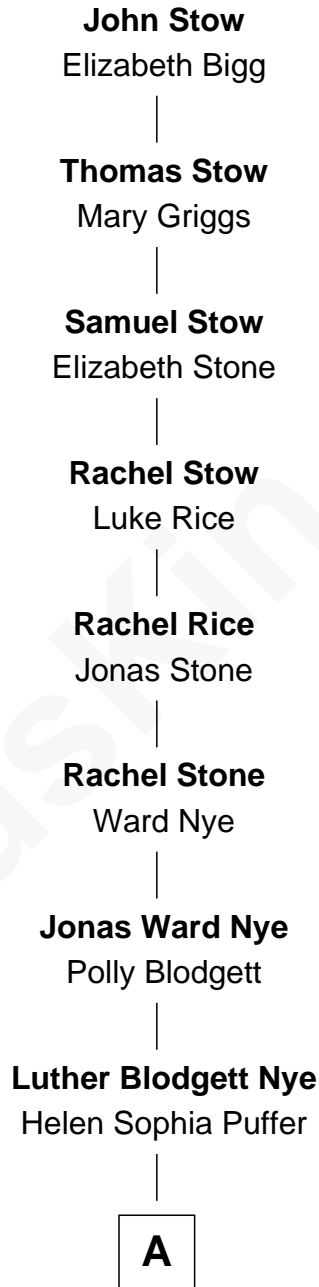 John Stow
Elizabeth Bigg
Thomas Stow
Mary Griggs
Samuel Stow
Elizabeth Stone
Rachel Stow
Luke Rice
Rachel Rice
Jonas Stone
Rachel Stone
Ward Nye
Jonas Ward Nye
Polly Blodgett
Luther Blodgett Nye
Helen Sophia Puffer
A